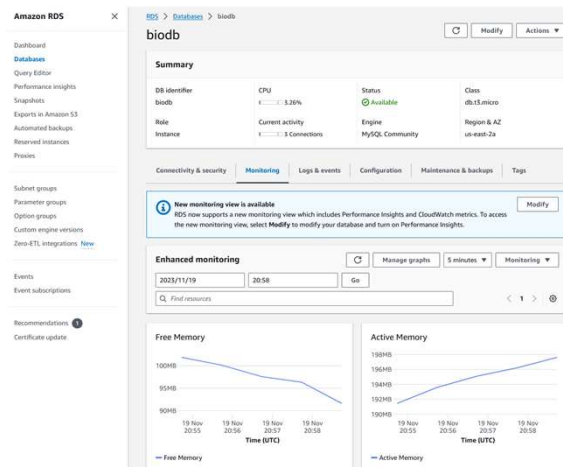 Amazon RDS
Dashboard
Databases
Query Editor
Performance insights
Snapshots
Exports in Amazon S3
Automated backups
Reserved instances
Proxies
Subnet groups
Parameter groups
Option groups
Custom engine versions
Zero-ETL integrations New
Events
Event subscriptions
Recommendations 1
Certificate update
RDS > Databases > biodb
biodb
Modify Actions
Summary
DB identifier CPU Status Class
biodb 3.26% Available db.t3.micro
Role Current activity Engine Region & AZ
Instance 3 Connections MySQL Community us-east-2a
Connectivity & security Monitoring Logs & events Configuration Maintenance & backups Tags
New monitoring view is available
RDS now supports a new monitoring view which includes Performance Insights and CloudWatch metrics. To access
the new monitoring view, select Modify to modify your database and turn on Performance Insights.
Modify
Enhanced monitoring Manage graphs 5 minutes Monitoring
2023/11/19 20:58 Go
Find resources 1
Free Memory
100MB
95MB
90MB
19 Nov 19 Nov 19 Nov 19 Nov
20:55 20:56 20:57 20:58
Time (UTC)
Free Memory
Active Memory
198MB
196MB
194MB
192MB
190MB
19 Nov 19 Nov 19 Nov 19 Nov
20:55 20:56 20:57 20:58
Time (UTC)
Active Memory